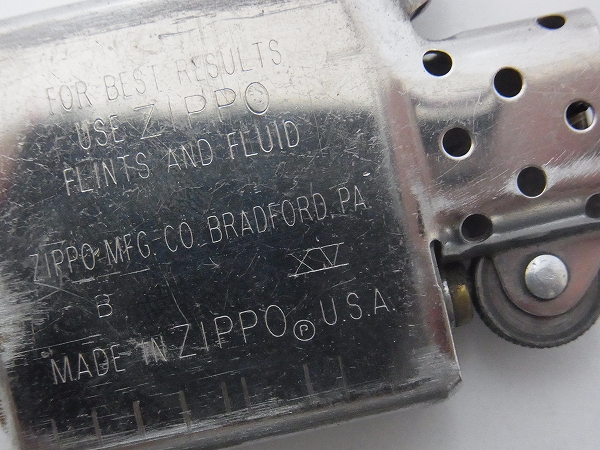 FOR BEST RESULTS
USE ZIPPO
FLINTS AND FLUID
ZIPPO MFG. CO. BRADFORD, PA
B XV
MADE IN ZIPPO Ⓟ U.S.A.